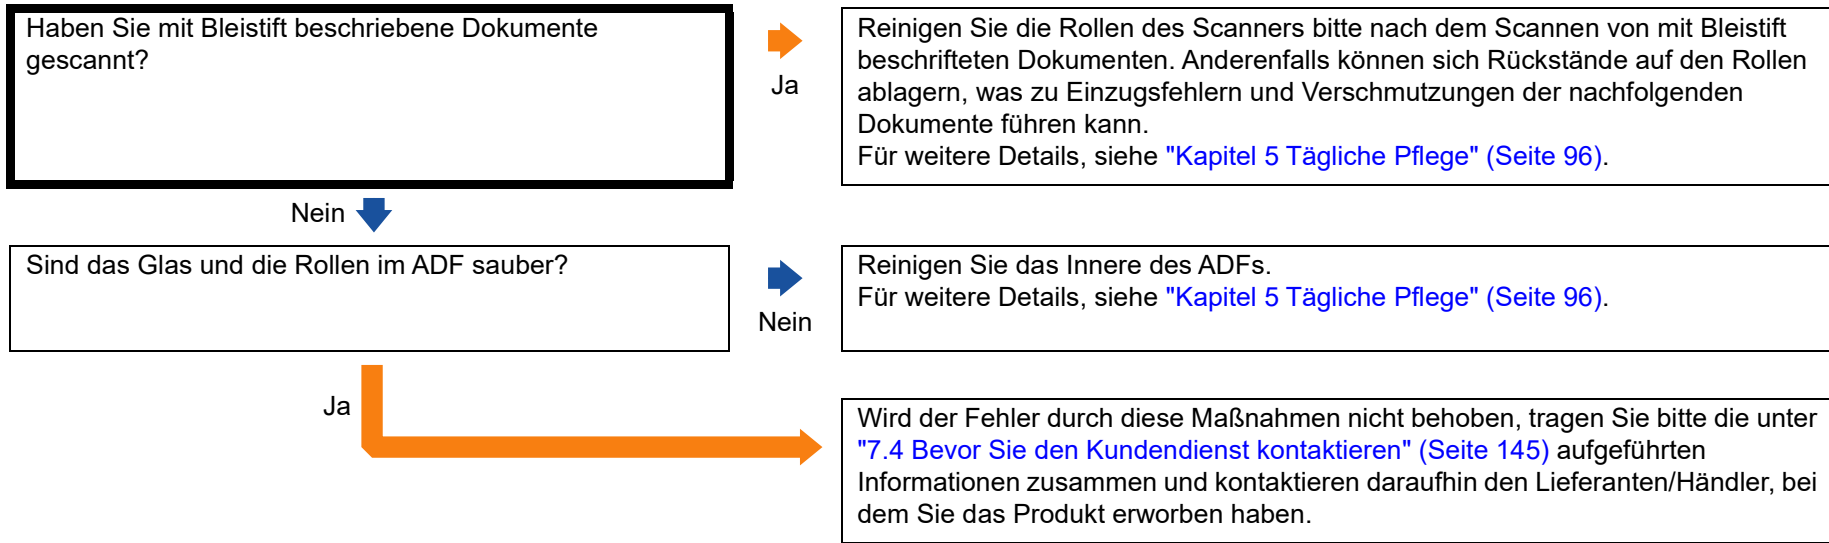 Haben Sie mit Bleistift beschriebene Dokumente
gescannt?
Ja
Reinigen Sie die Rollen des Scanners bitte nach dem Scannen von mit Bleistift
beschrifteten Dokumenten. Anderenfalls können sich Rückstände auf den Rollen
ablagern, was zu Einzugsfehlern und Verschmutzungen der nachfolgenden
Dokumente führen kann.
Für weitere Details, siehe "Kapitel 5 Tägliche Pflege" (Seite 96).
Nein
Sind das Glas und die Rollen im ADF sauber?
Nein
Reinigen Sie das Innere des ADFs.
Für weitere Details, siehe "Kapitel 5 Tägliche Pflege" (Seite 96).
Ja
Wird der Fehler durch diese Maßnahmen nicht behoben, tragen Sie bitte die unter
"7.4 Bevor Sie den Kundendienst kontaktieren" (Seite 145) aufgeführten
Informationen zusammen und kontaktieren daraufhin den Lieferanten/Händler, bei
dem Sie das Produkt erworben haben.